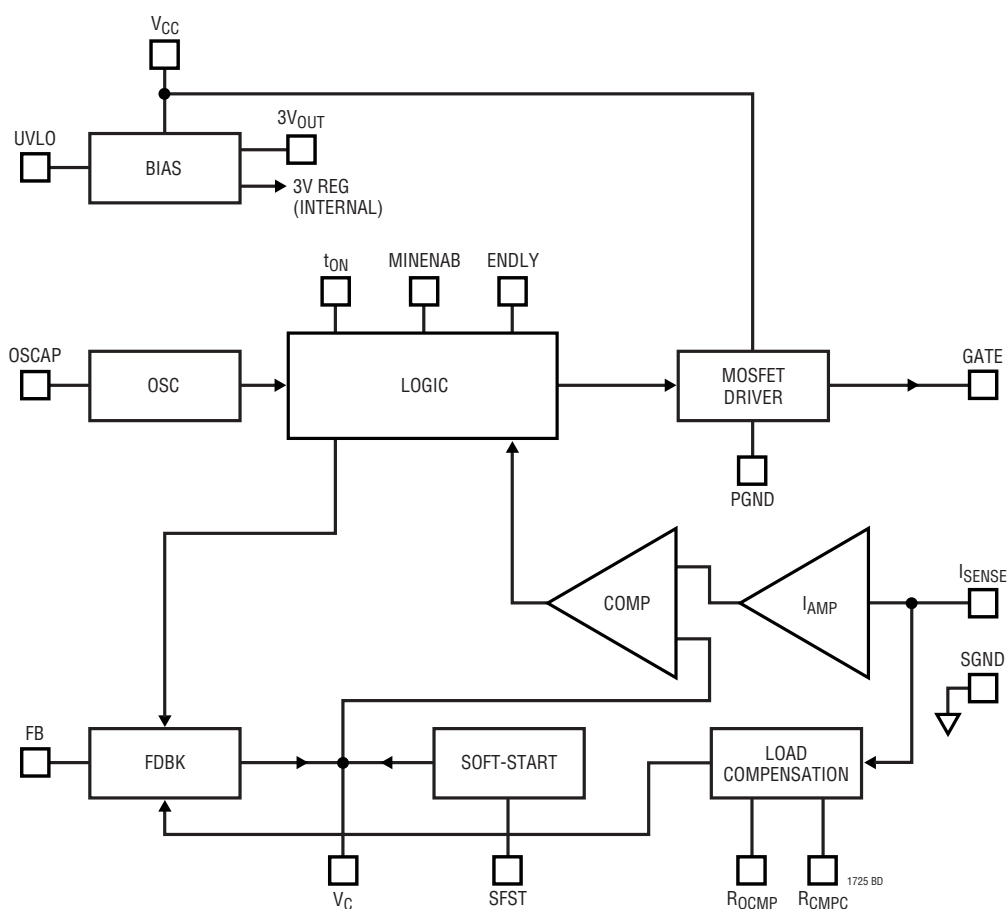 VCC
3VOUT
UVLO
BIAS
3V REG
(INTERNAL)
tON
MINENAB
ENDLY
OSCAP
OSC
LOGIC
MOSFET
DRIVER
GATE
PGND
COMP
IAMP
ISENSE
SGND
FB
FDBK
SOFT-START
LOAD
COMPENSATION
VC
SFST
ROCMP
RCMPC
1725 BD